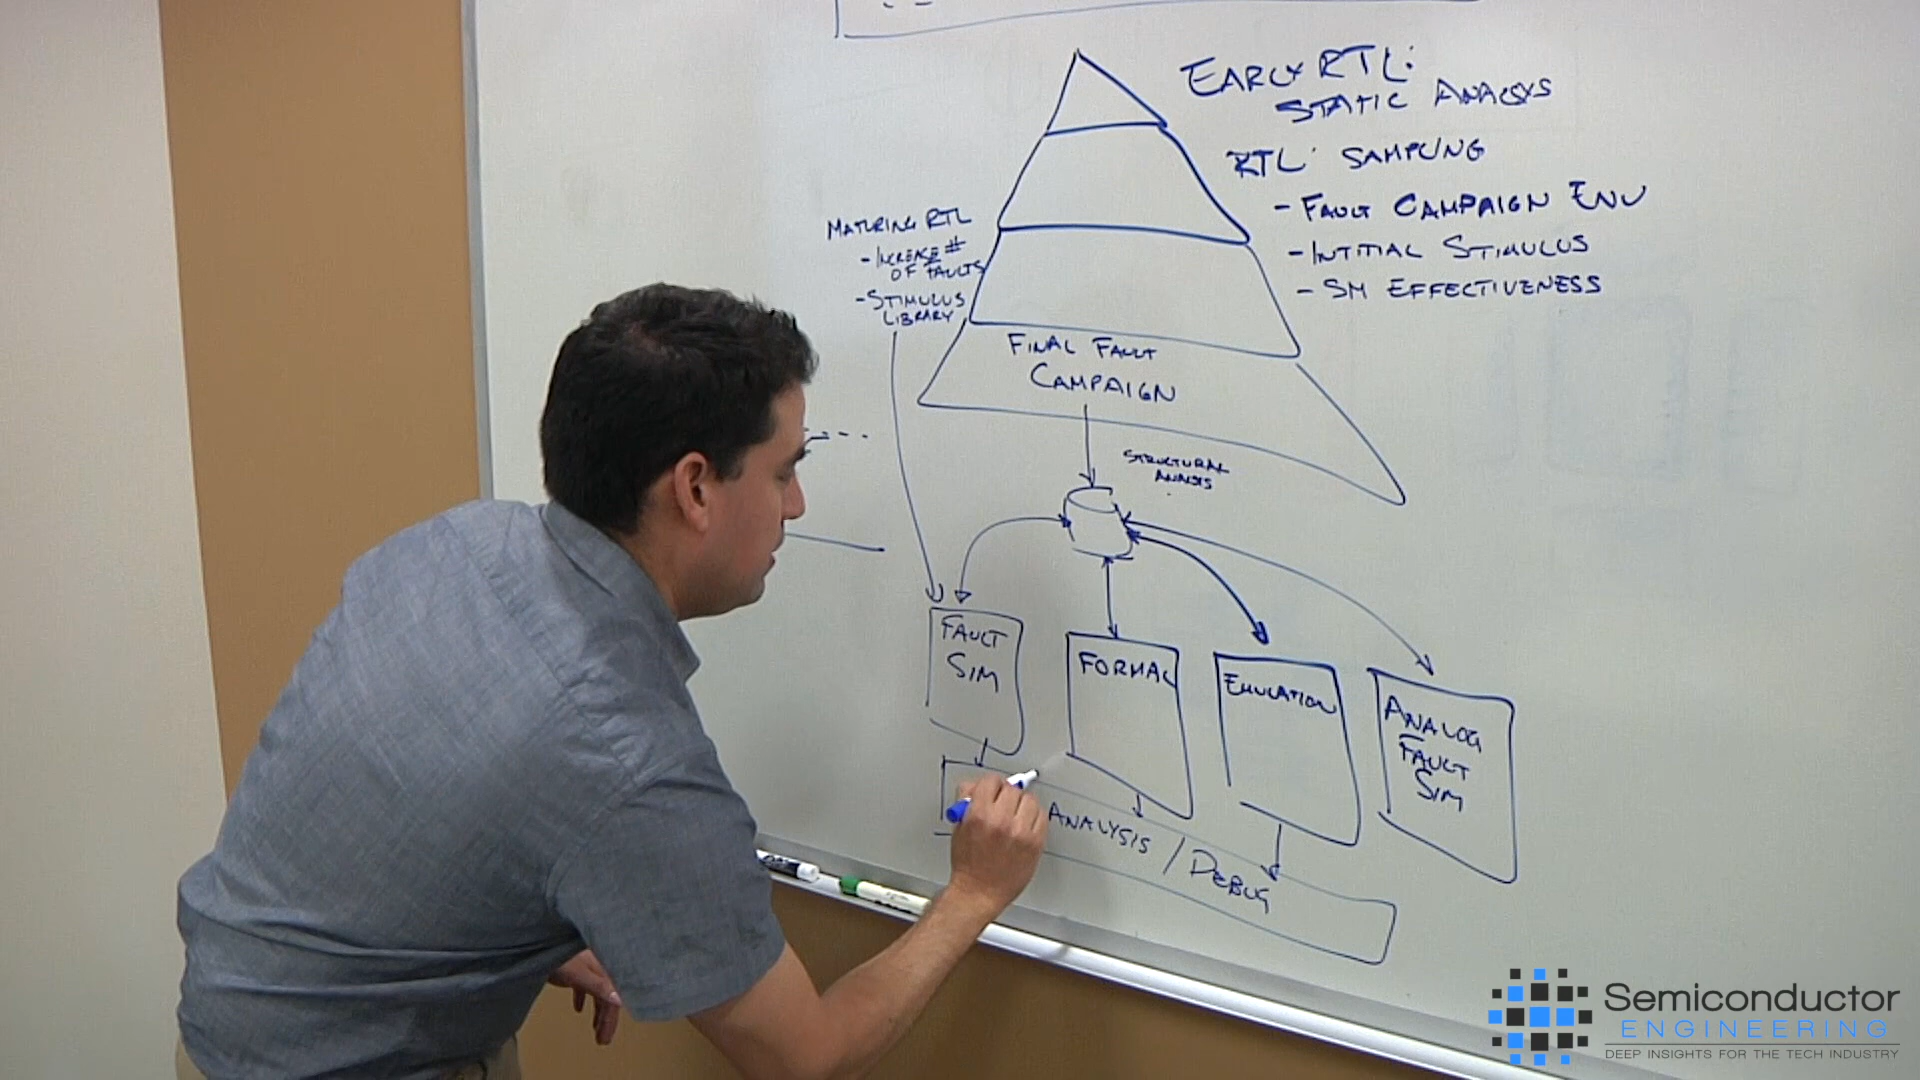 EARLY RTL:
STATIC ANALSYS
RTL: SAMPLING
- FAULT CAMPAIGN ENV
- INTITIAL STIMULUS
- SM EFFECTIVENESS
MATURING RTL
- INCREASE #
OF FAULTS
- STIMULUS
LIBRARY
FINAL FAULT
CAMPAIGN
STRUCTURAL
ANALYSIS
FAULT
SIM
FORMAL
EMULATION
ANALOG
FAULT
SIM
ANALYSIS / DEBUG
Semiconductor
ENGINEERING
DEEP INSIGHTS FOR THE TECH INDUSTRY